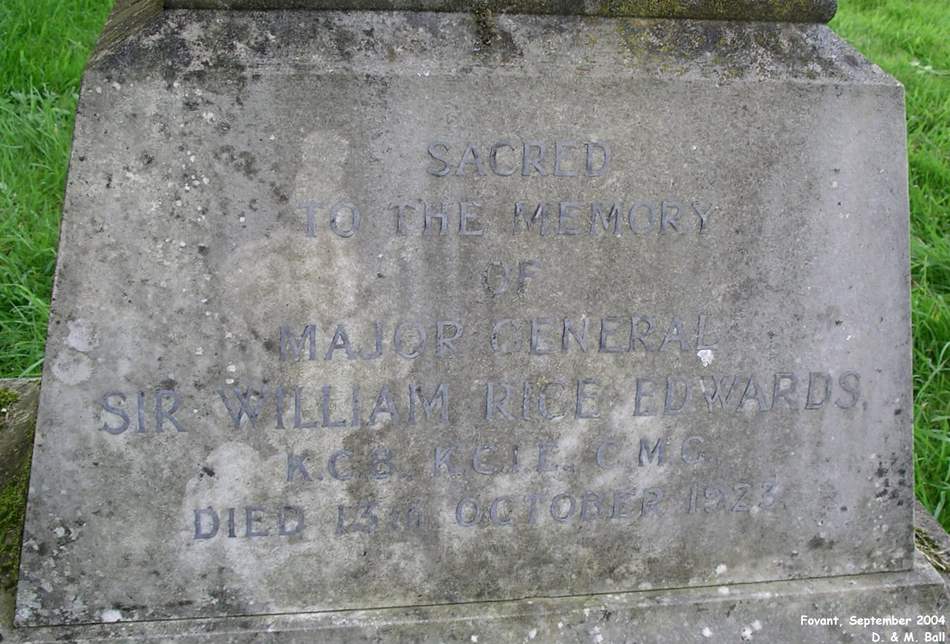 SACRED
TO THE MEMORY
OF
MAJOR GENERAL
SIR WILLIAM RICE EDWARDS,
K.C.B. K.C.I.E. C.M.G.
DIED 13TH OCTOBER 1923.
Fovant, September 2004
D. & M. Ball